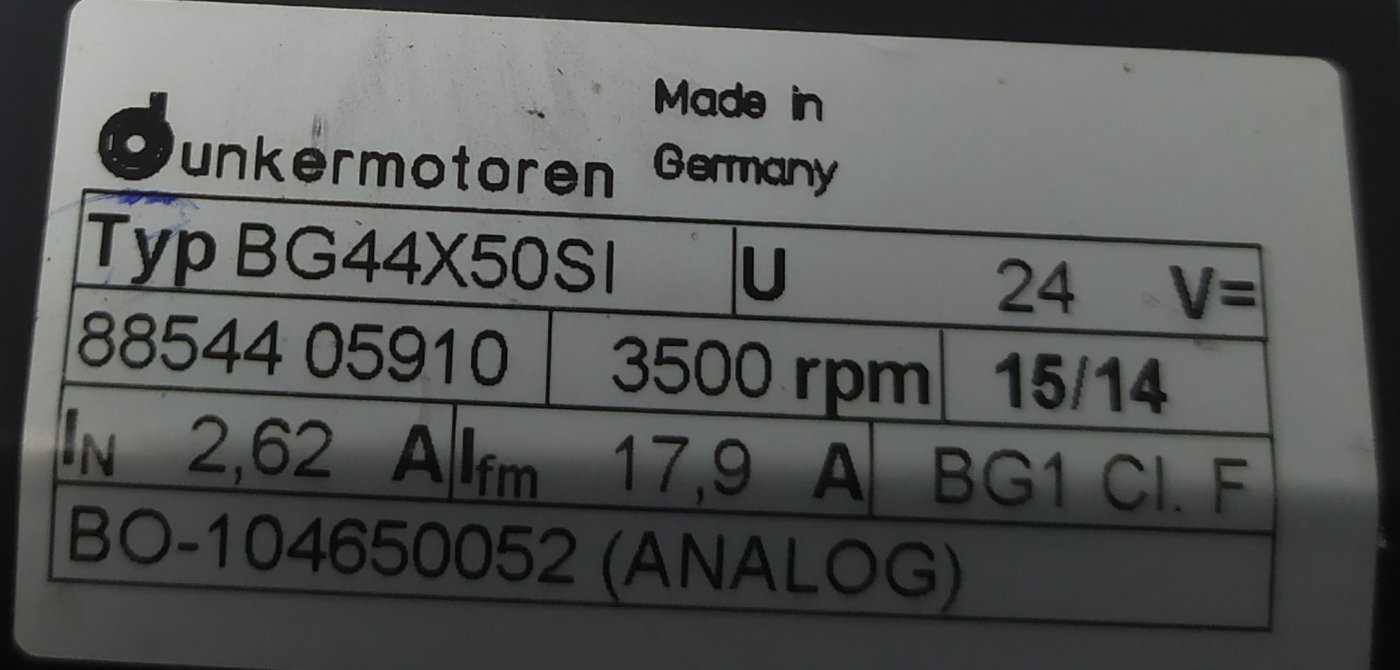 dunkermotoren
Made in
Germany
Typ BG44X50SI U 24 V=
88544 05910 3500 rpm 15/14
IN 2,62 A Ifm 17,9 A BG1 Cl. F
BO-104650052 (ANALOG)